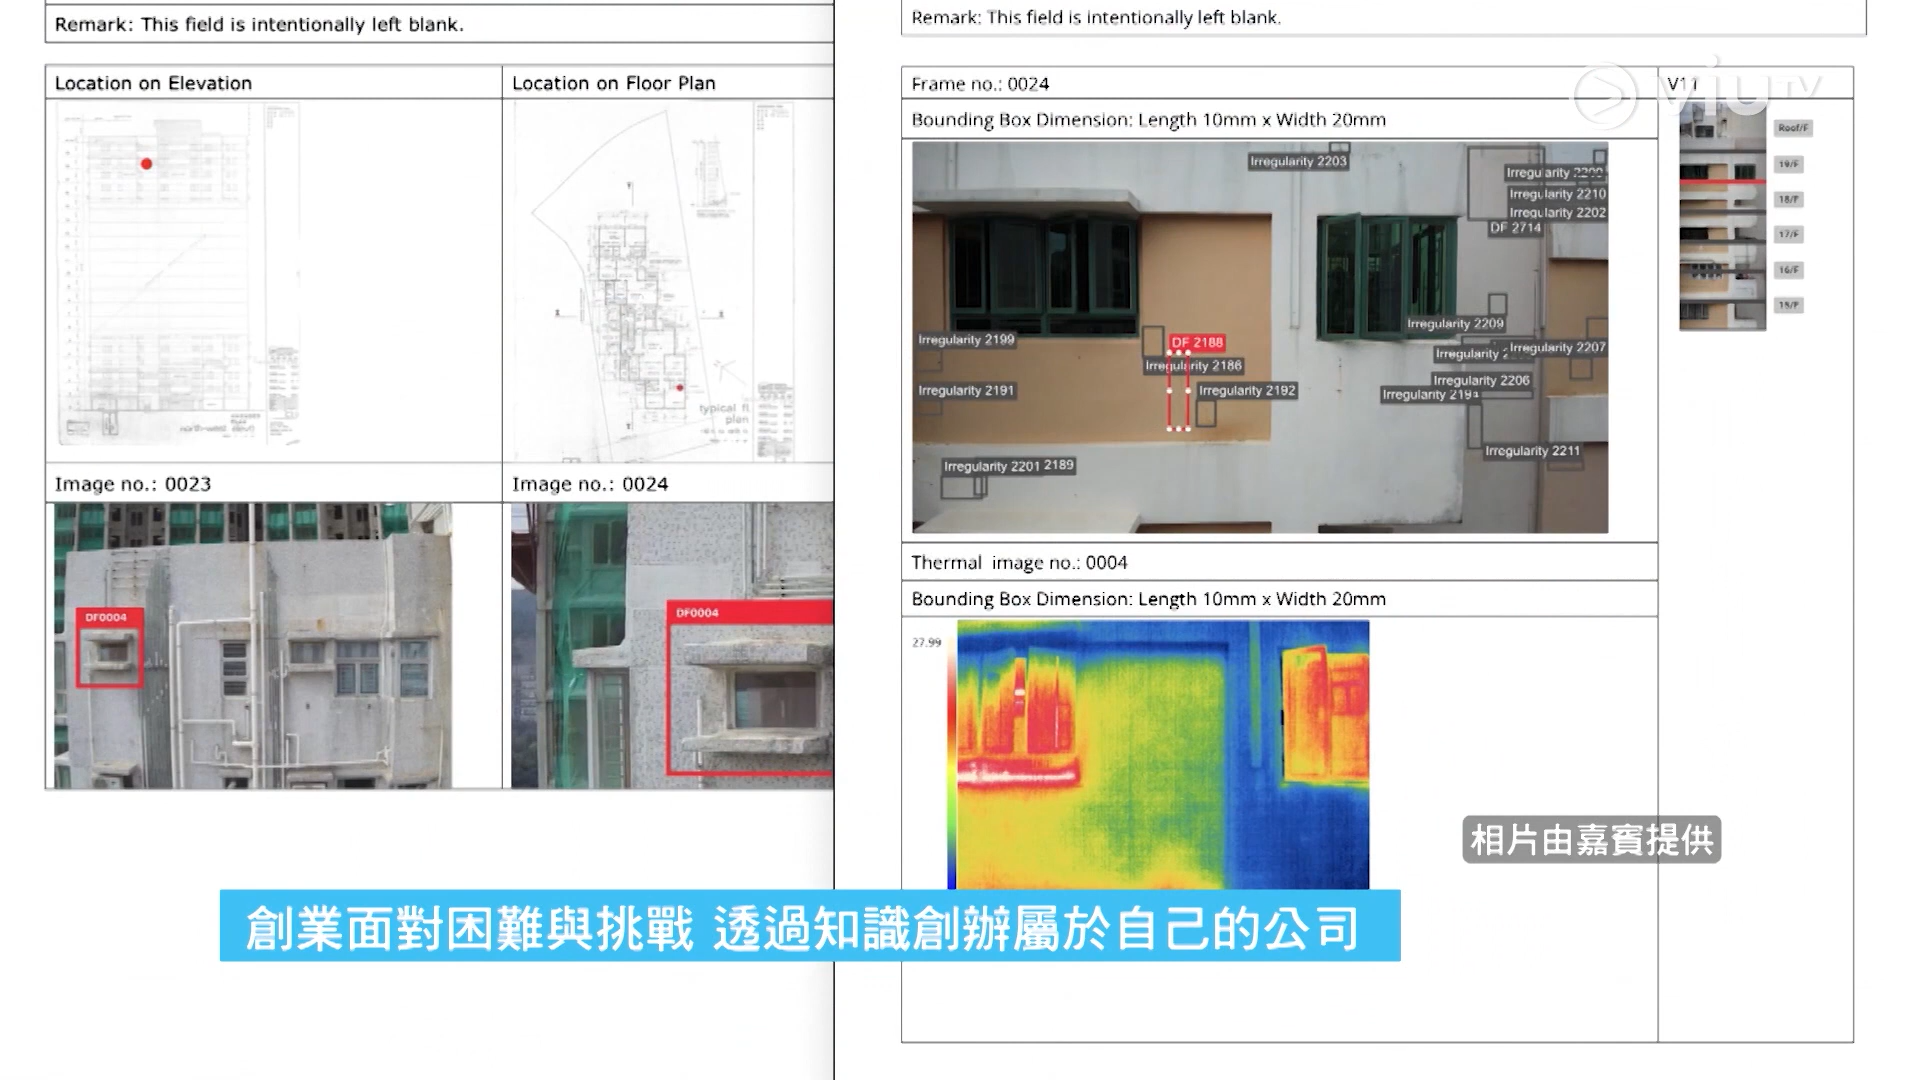 Remark: This field is intentionally left blank.
Location on Elevation
Location on Floor Plan
typical fl
plan
Image no.: 0023
Image no.: 0024
DF0004
DF0004
Remark: This field is intentionally left blank.
Frame no.: 0024
V11
viuTV
Bounding Box Dimension: Length 10mm x Width 20mm
Irregularity 2203
Irregularity 2210
Irregularity 2202
DF 2714
Irregularity 2209
Irregularity 2199
DF 2188
Irregularity 2207
Irregularity 2186
Irregularity 2206
Irregularity 2191
Irregularity 2192
Irregularity 2211
Irregularity 2201 2189
Roof/F
19/F
18/F
17/F
16/F
15/F
Thermal image no.: 0004
Bounding Box Dimension: Length 10mm x Width 20mm
27.99
相片由嘉賓提供
創業面對困難與挑戰 透過知識創辦屬於自己的公司